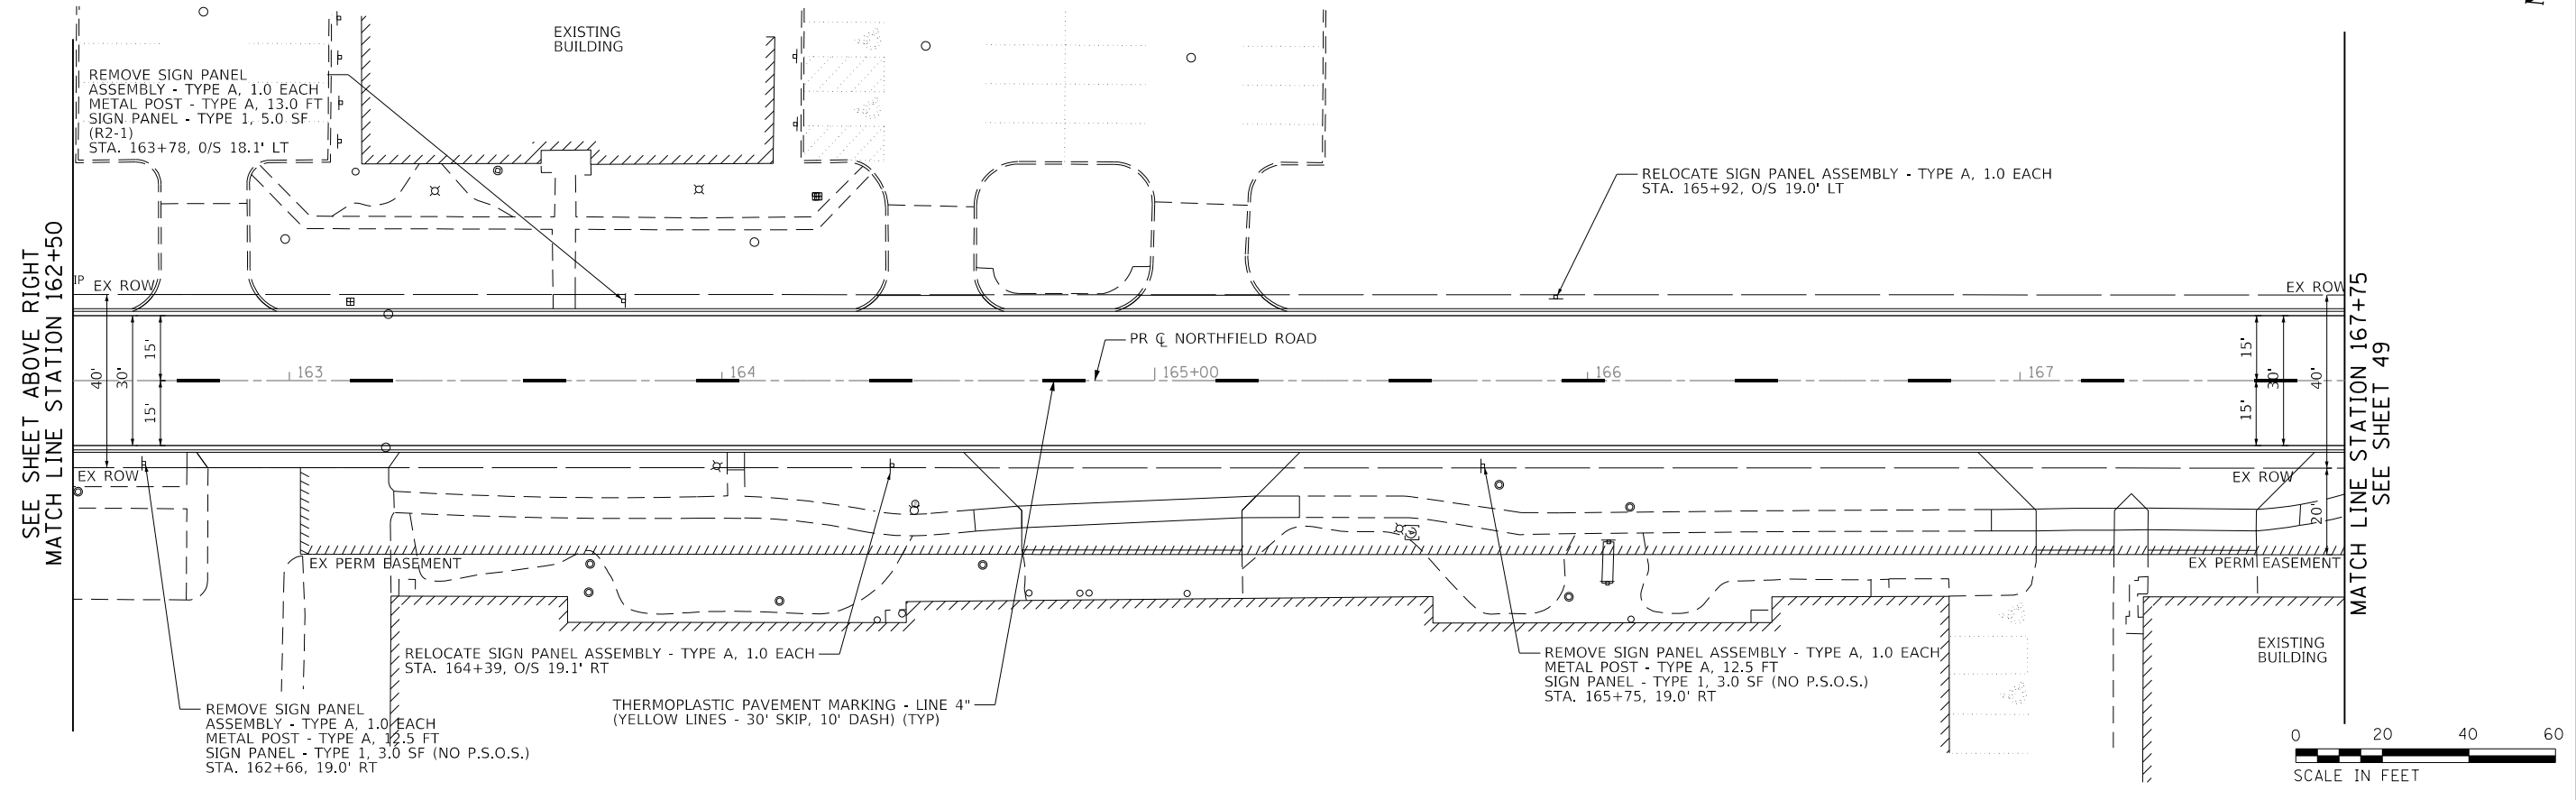 EXISTING
BUILDING
REMOVE SIGN PANEL
ASSEMBLY - TYPE A, 1.0 EACH
METAL POST - TYPE A, 13.0 FT
SIGN PANEL - TYPE 1, 5.0 SF
(R2-1)
STA. 163+78, O/S 18.1' LT
RELOCATE SIGN PANEL ASSEMBLY - TYPE A, 1.0 EACH
STA. 165+92, O/S 19.0' LT
SEE SHEET ABOVE RIGHT
MATCH LINE STATION 162+50
IP
EX ROW
EX ROW
PR ℄ NORTHFIELD ROAD
40'
30'
15'
15'
163
164
165+00
166
167
15'
15'
30'
40'
20'
MATCH LINE STATION 167+75
SEE SHEET 49
EX ROW
EX ROW
EX PERM EASEMENT
EX PERM EASEMENT
RELOCATE SIGN PANEL ASSEMBLY - TYPE A, 1.0 EACH
STA. 164+39, O/S 19.1' RT
REMOVE SIGN PANEL ASSEMBLY - TYPE A, 1.0 EACH
METAL POST - TYPE A, 12.5 FT
SIGN PANEL - TYPE 1, 3.0 SF (NO P.S.O.S.)
STA. 165+75, 19.0' RT
EXISTING
BUILDING
REMOVE SIGN PANEL
ASSEMBLY - TYPE A, 1.0 EACH
METAL POST - TYPE A, 12.5 FT
SIGN PANEL - TYPE 1, 3.0 SF (NO P.S.O.S.)
STA. 162+66, 19.0' RT
THERMOPLASTIC PAVEMENT MARKING - LINE 4"
(YELLOW LINES - 30' SKIP, 10' DASH) (TYP)
0 20 40 60
SCALE IN FEET